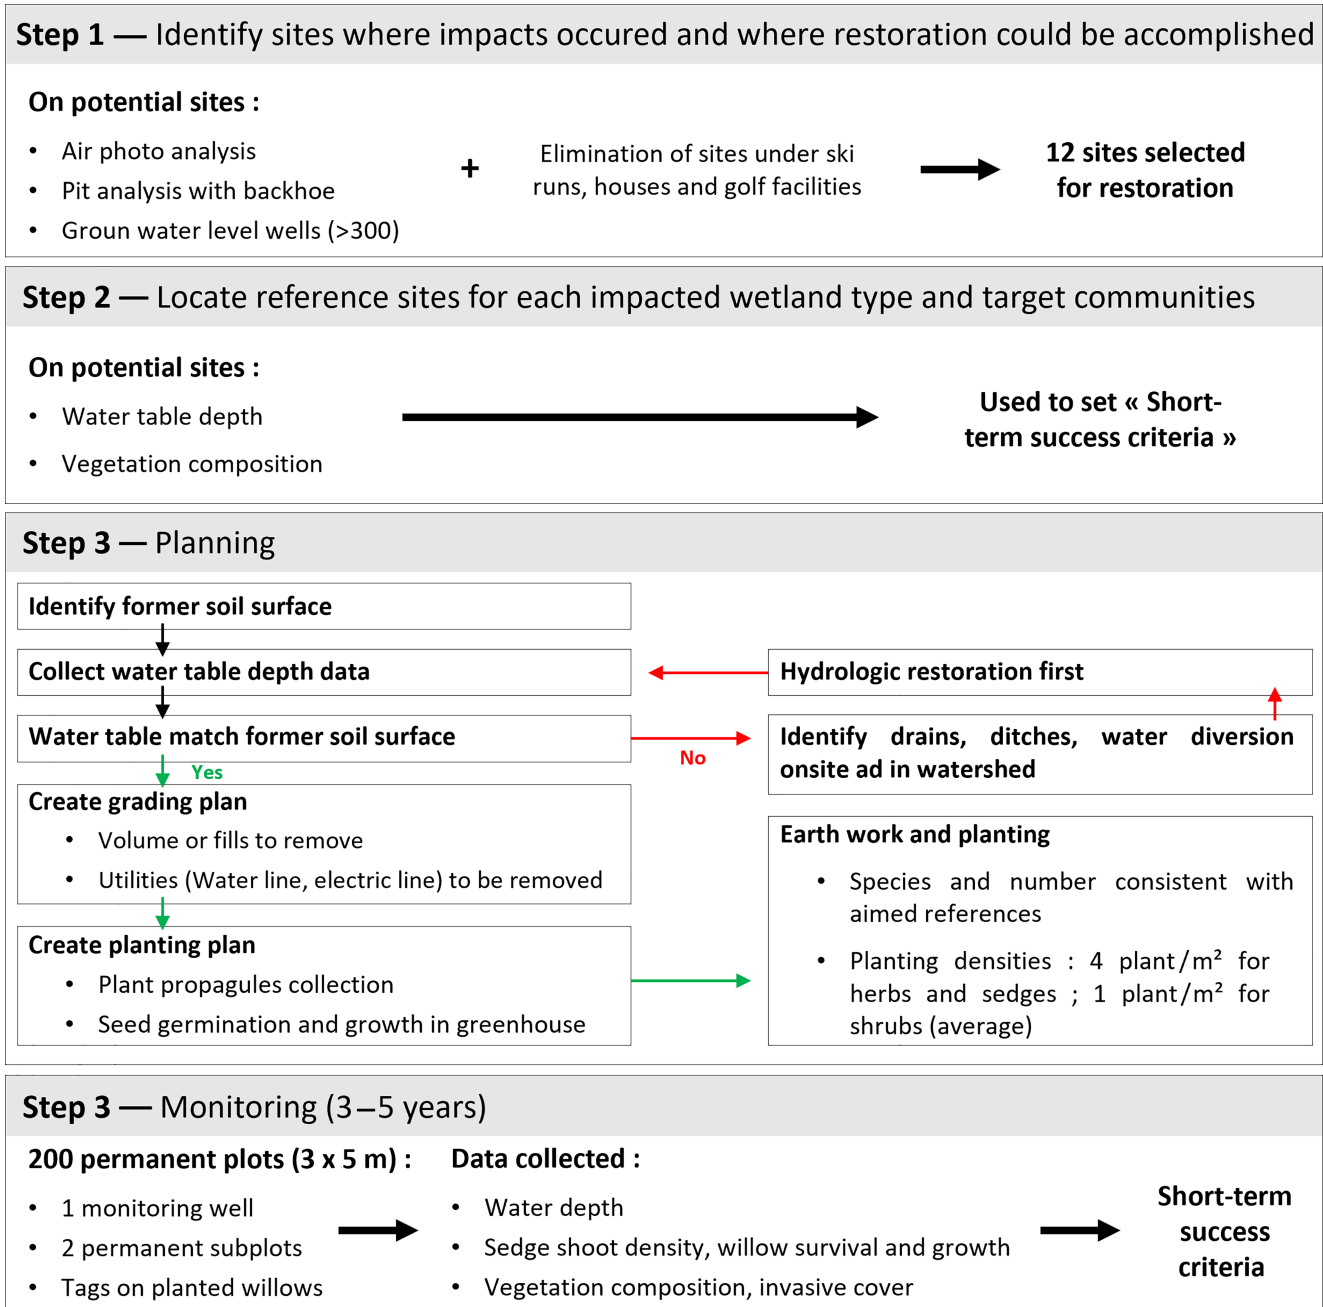 Step 1 — Identify sites where impacts occured and where restoration could be accomplished
On potential sites :
• Air photo analysis
• Pit analysis with backhoe
• Groun water level wells (>300)
+
Elimination of sites under ski
runs, houses and golf facilities
12 sites selected
for restoration
Step 2 — Locate reference sites for each impacted wetland type and target communities
On potential sites :
• Water table depth
• Vegetation composition
Used to set « Short-
term success criteria »
Step 3 — Planning
Identify former soil surface
Collect water table depth data
Water table match former soil surface
Yes
No
Hydrologic restoration first
Identify drains, ditches, water diversion
onsite ad in watershed
Create grading plan
• Volume or fills to remove
• Utilities (Water line, electric line) to be removed
Create planting plan
• Plant propagules collection
• Seed germination and growth in greenhouse
Earth work and planting
• Species and number consistent with
aimed references
• Planting densities : 4 plant/m² for
herbs and sedges ; 1 plant/m² for
shrubs (average)
Step 3 — Monitoring (3–5 years)
200 permanent plots (3 x 5 m) :
• 1 monitoring well
• 2 permanent subplots
• Tags on planted willows
Data collected :
• Water depth
• Sedge shoot density, willow survival and growth
• Vegetation composition, invasive cover
Short-term
success
criteria